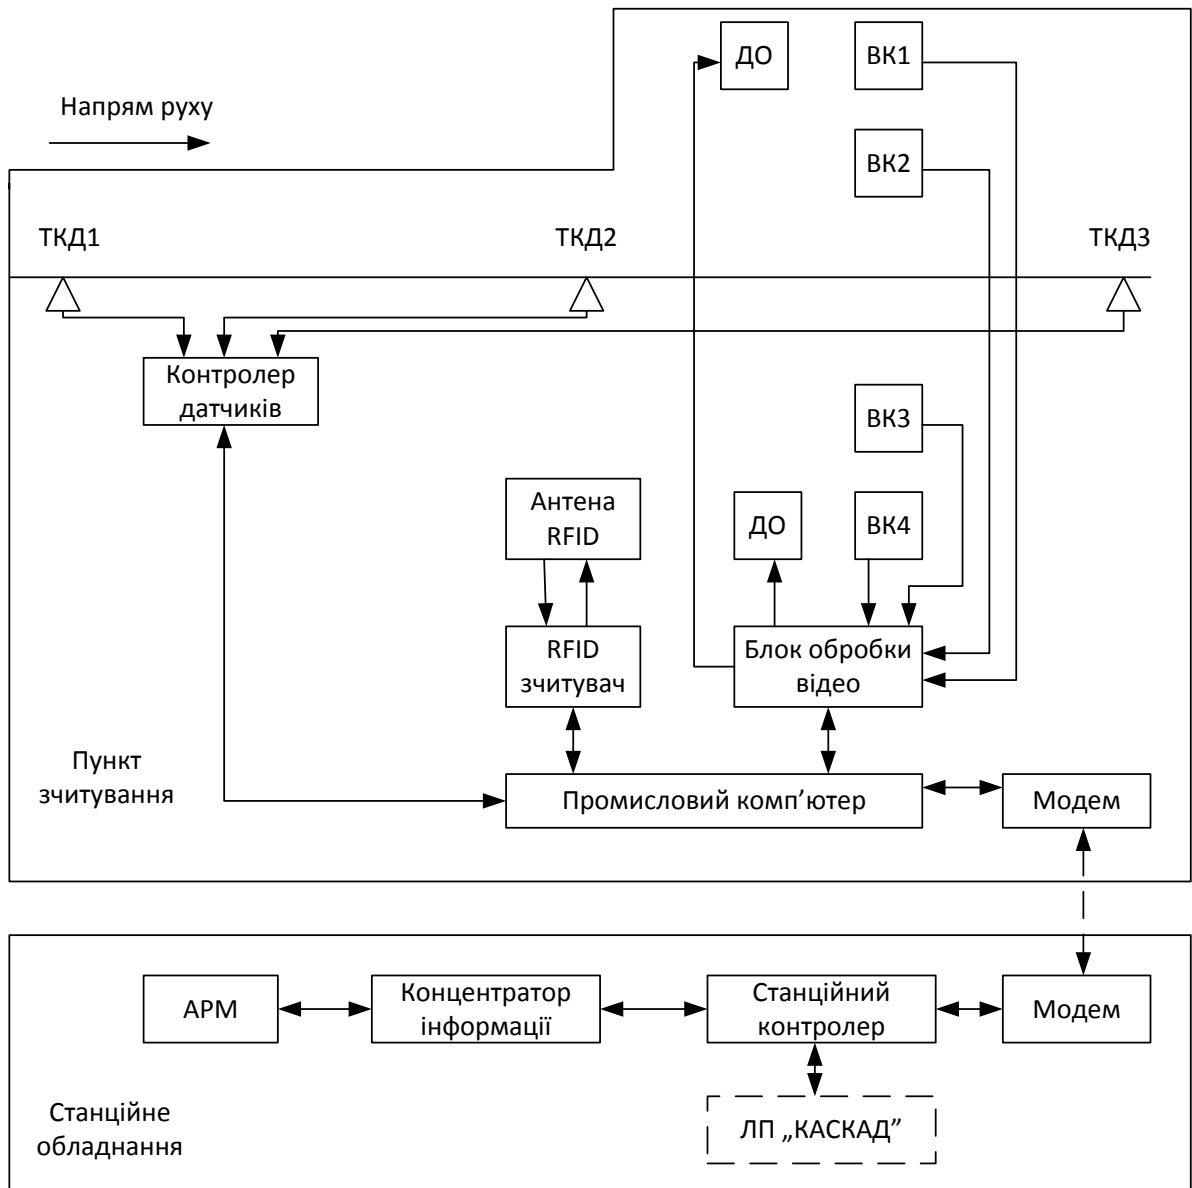 ДО
ВК1
Напрям руху
ВК2
ТКД1
ТКД2
ТКД3
Контролер
датчиків
ВК3
Антена
RFID
ДО
ВК4
RFID
зчитувач
Блок обробки
відео
Пункт
зчитування
Промисловий комп’ютер
Модем
АРМ
Концентратор
інформації
Станційний
контролер
Модем
Станційне
обладнання
ЛП „КАСКАД”